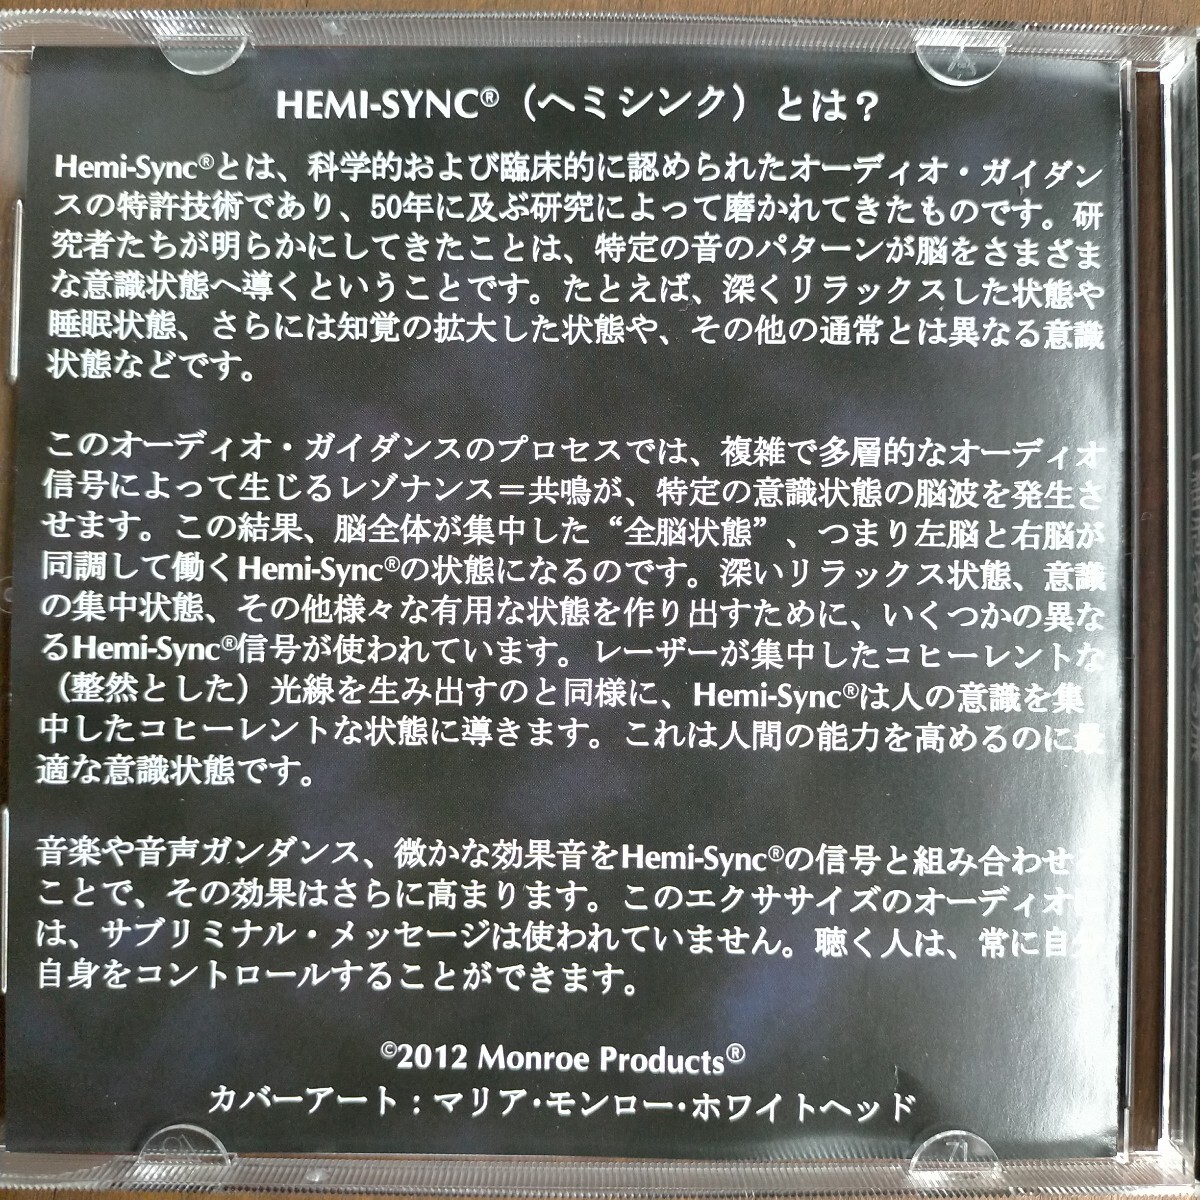 HEMI-SYNC®（ヘミシンク）とは？
Hemi-Sync®とは、科学的および臨床的に認められたオーディオ・ガイダン
スの特許技術であり、50年に及ぶ研究によって磨かれてきたものです。研
究者たちが明らかにしてきたことは、特定の音のパターンが脳をさまざま
な意識状態へ導くということです。たとえば、深くリラックスした状態や
睡眠状態、さらには知覚の拡大した状態や、その他の通常とは異なる意識
状態などです。
このオーディオ・ガイダンスのプロセスでは、複雑で多層的なオーディオ
信号によって生じるレゾナンス＝共鳴が、特定の意識状態の脳波を発生さ
せます。この結果、脳全体が集中した“全脳状態”、つまり左脳と右脳が
同調して働くHemi-Sync®の状態になるのです。深いリラックス状態、意識
の集中状態、その他様々な有用な状態を作り出すために、いくつかの異な
るHemi-Sync®信号が使われています。レーザーが集中したコヒーレントな
（整然とした）光線を生み出すのと同様に、Hemi-Sync®は人の意識を集
中したコヒーレントな状態に導きます。これは人間の能力を高めるのに最
適な意識状態です。
音楽や音声ガンダンス、微かな効果音をHemi-Sync®の信号と組み合わせ
ことで、その効果はさらに高まります。このエクササイズのオーディオ
は、サブリミナル・メッセージは使われていません。聴く人は、常に自分
自身をコントロールすることができます。
©2012 Monroe Products®
カバーアート：マリア・モンロー・ホワイトヘッド